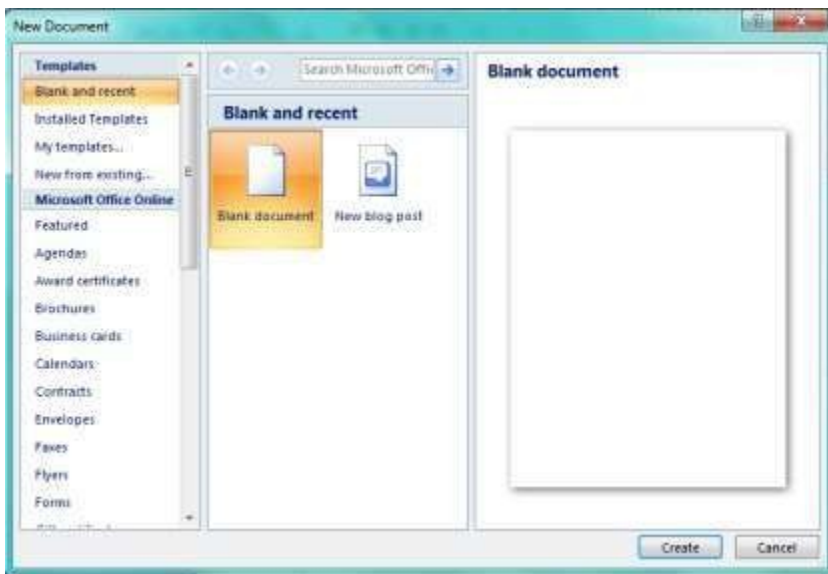 New Document
Templates
Blank and recent
Installed Templates
My templates...
New from existing...
Microsoft Office Online
Featured
Agendas
Award certificates
Brochures
Business cards
Calendars
Contracts
Envelopes
Faxes
Flyers
Forms
Search Microsoft Offi
Blank and recent
Blank document
New blog post
Blank document
Create
Cancel